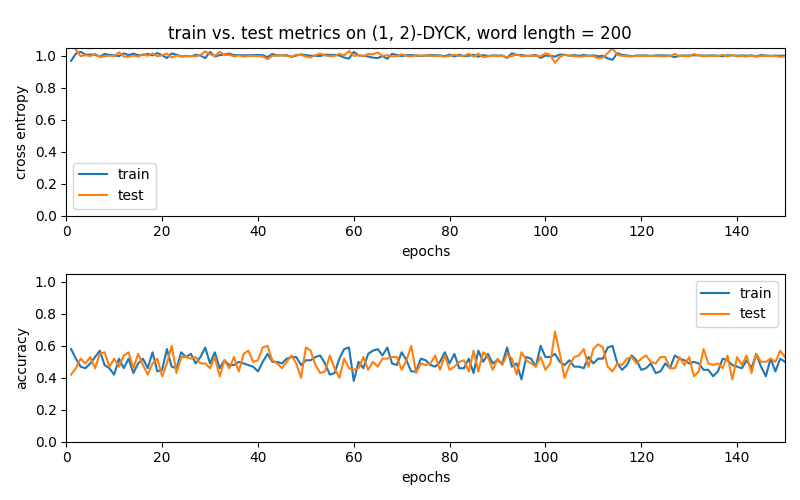 train vs. test metrics on (1, 2)-DYCK, word length = 200
1.0
0.8
0.6
0.4
0.2
0.0
cross entropy
train
test
0 20 40 60 80 100 120 140
epochs
1.0
0.8
0.6
0.4
0.2
0.0
accuracy
train
test
0 20 40 60 80 100 120 140
epochs